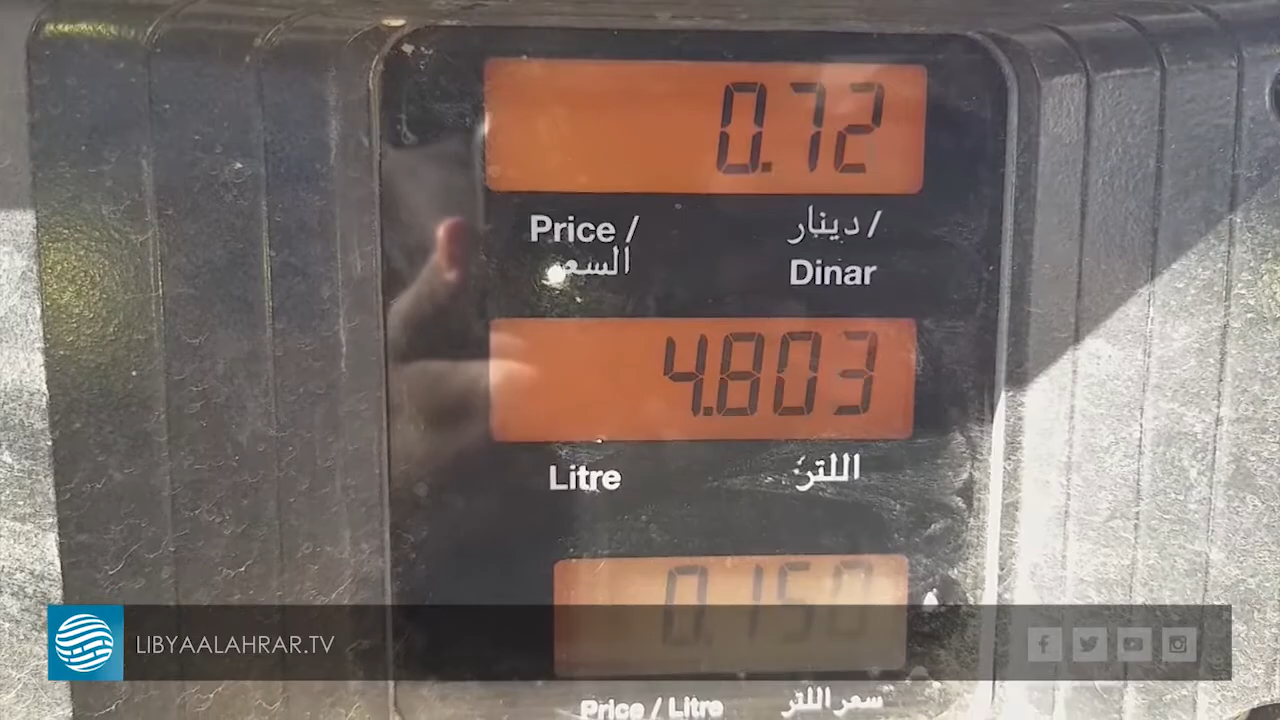 0.72
Price / دينار /
السعر Dinar
4.803
Litre اللتر
0.150
LIBYAALAHRAR.TV
Price / Litre سعر اللتر